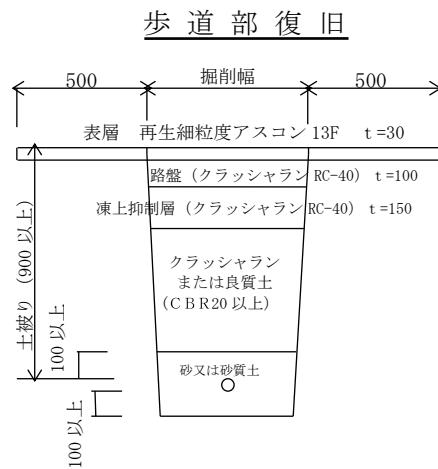 歩道部復旧
500 掘削幅 500
表層 再生細粒度アスコン 13F t=30
路盤（クラッシャラン RC-40） t=100
凍上抑制層（クラッシャラン RC-40） t=150
クラッシャラン
または良質土
（CBR20 以上）
砂又は砂質土
土被り（900 以上）
100 以上
100 以上